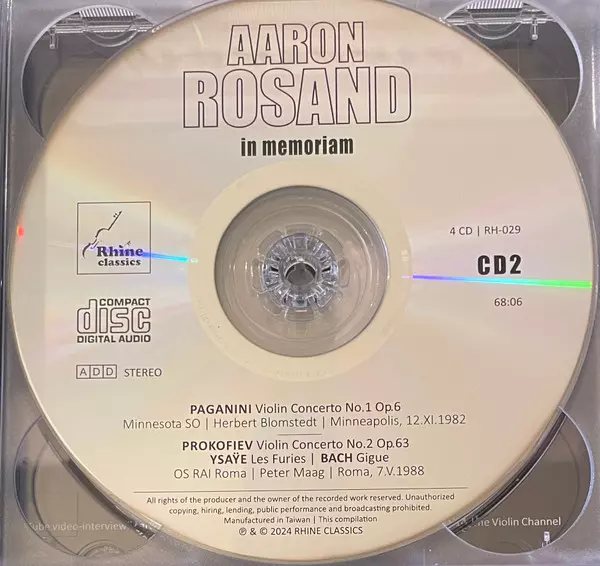 AARON
ROSAND
in memoriam
Rhine
classics
4 CD | RH-029
CD2
68:06
COMPACT
disc
DIGITAL AUDIO
ADD STEREO
PAGANINI Violin Concerto No.1 Op.6
Minnesota SO | Herbert Blomstedt | Minneapolis, 12.XI.1982
PROKOFIEV Violin Concerto No.2 Op.63
YSAŸE Les Furies | BACH Gigue
OS RAI Roma | Peter Maag | Roma, 7.V.1988
All rights of the producer and the owner of the recorded work reserved. Unauthorized
copying, hiring, lending, public performance and broadcasting prohibited.
Manufactured in Taiwan | This compilation
℗ & © 2024 RHINE CLASSICS
video-interview
The Violin Channel